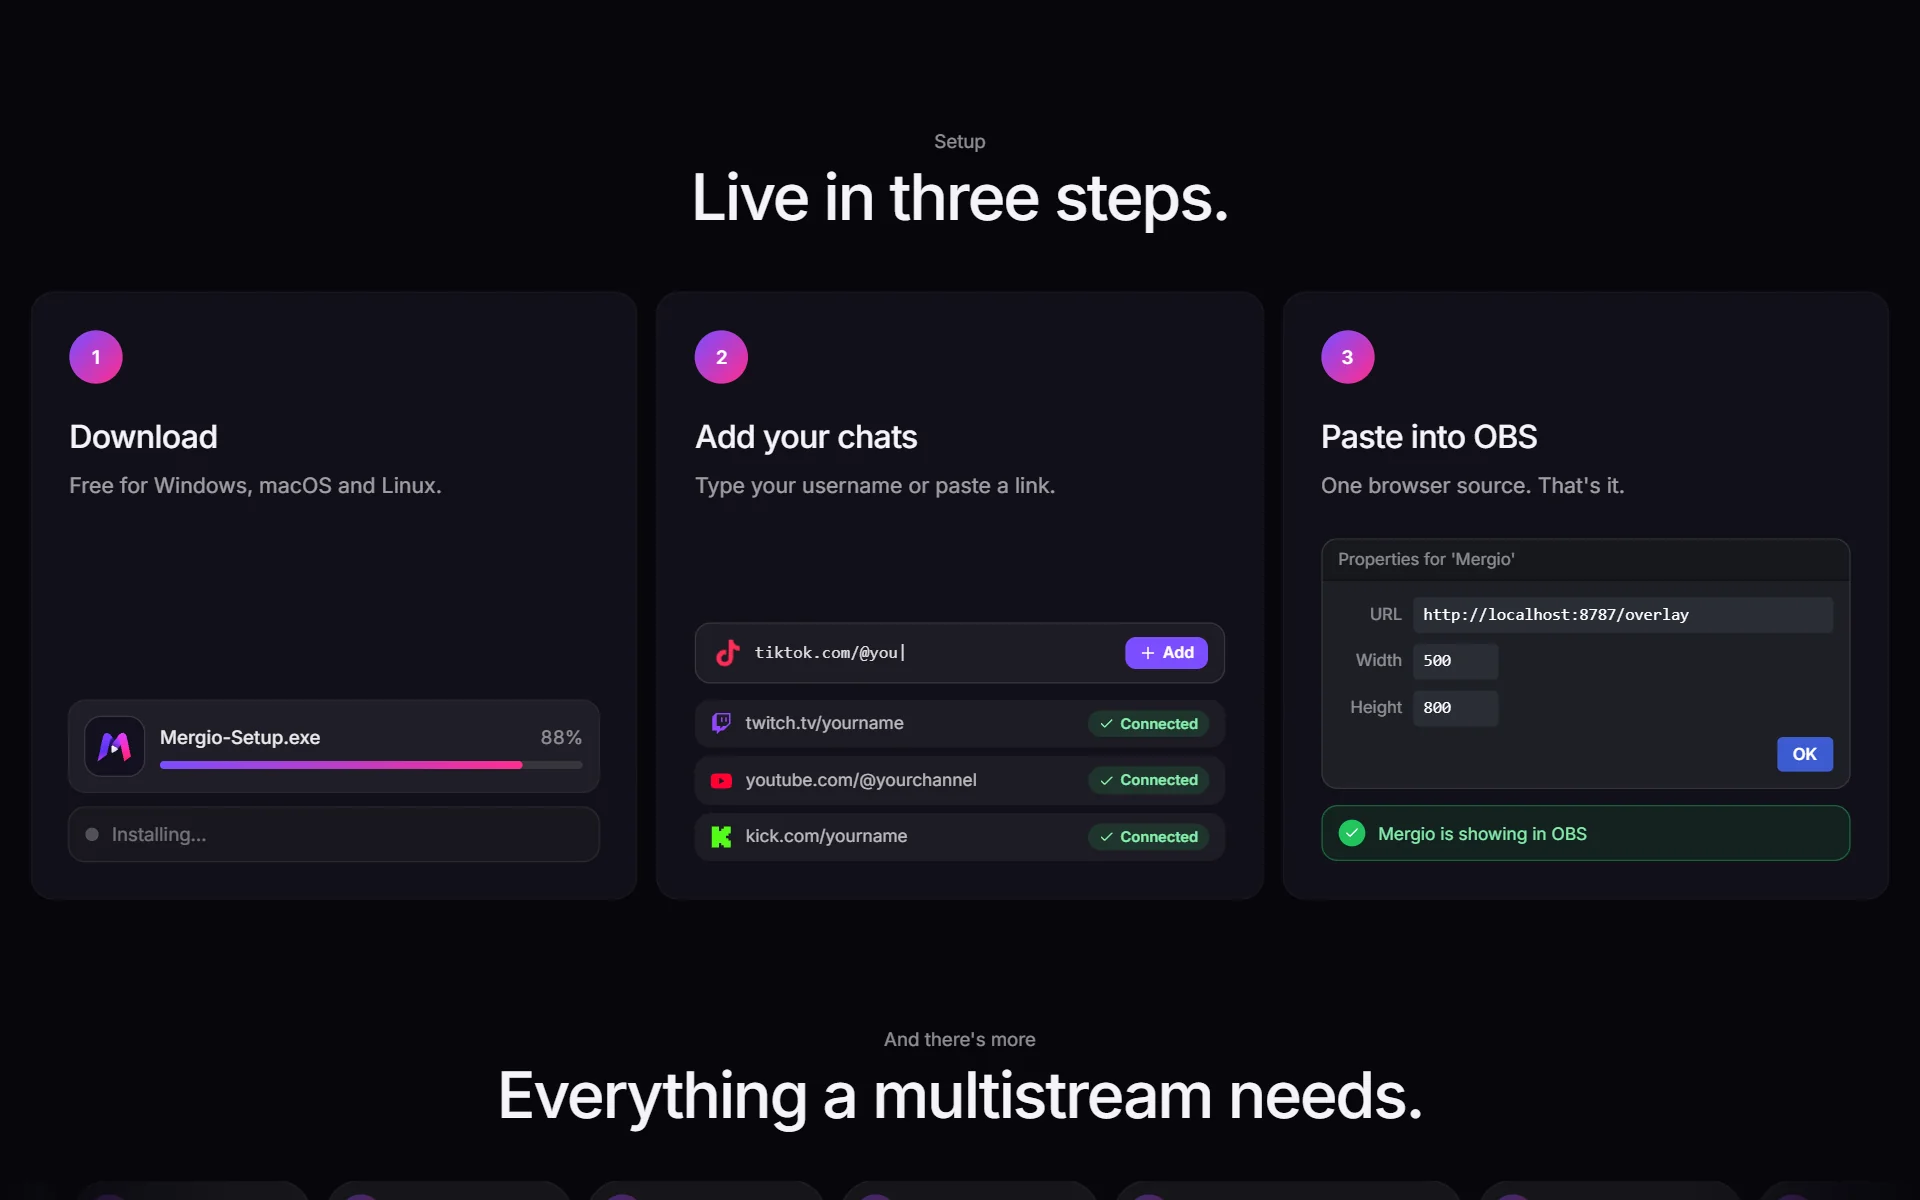 Setup
Live in three steps.
1
Download
Free for Windows, macOS and Linux.
Mergio-Setup.exe
88%
Installing...
2
Add your chats
Type your username or paste a link.
tiktok.com/@you
+ Add
twitch.tv/yourname
Connected
youtube.com/@yourchannel
Connected
kick.com/yourname
Connected
3
Paste into OBS
One browser source. That's it.
Properties for 'Mergio'
URL http://localhost:8787/overlay
Width 500
Height 800
OK
Mergio is showing in OBS
And there's more
Everything a multistream needs.